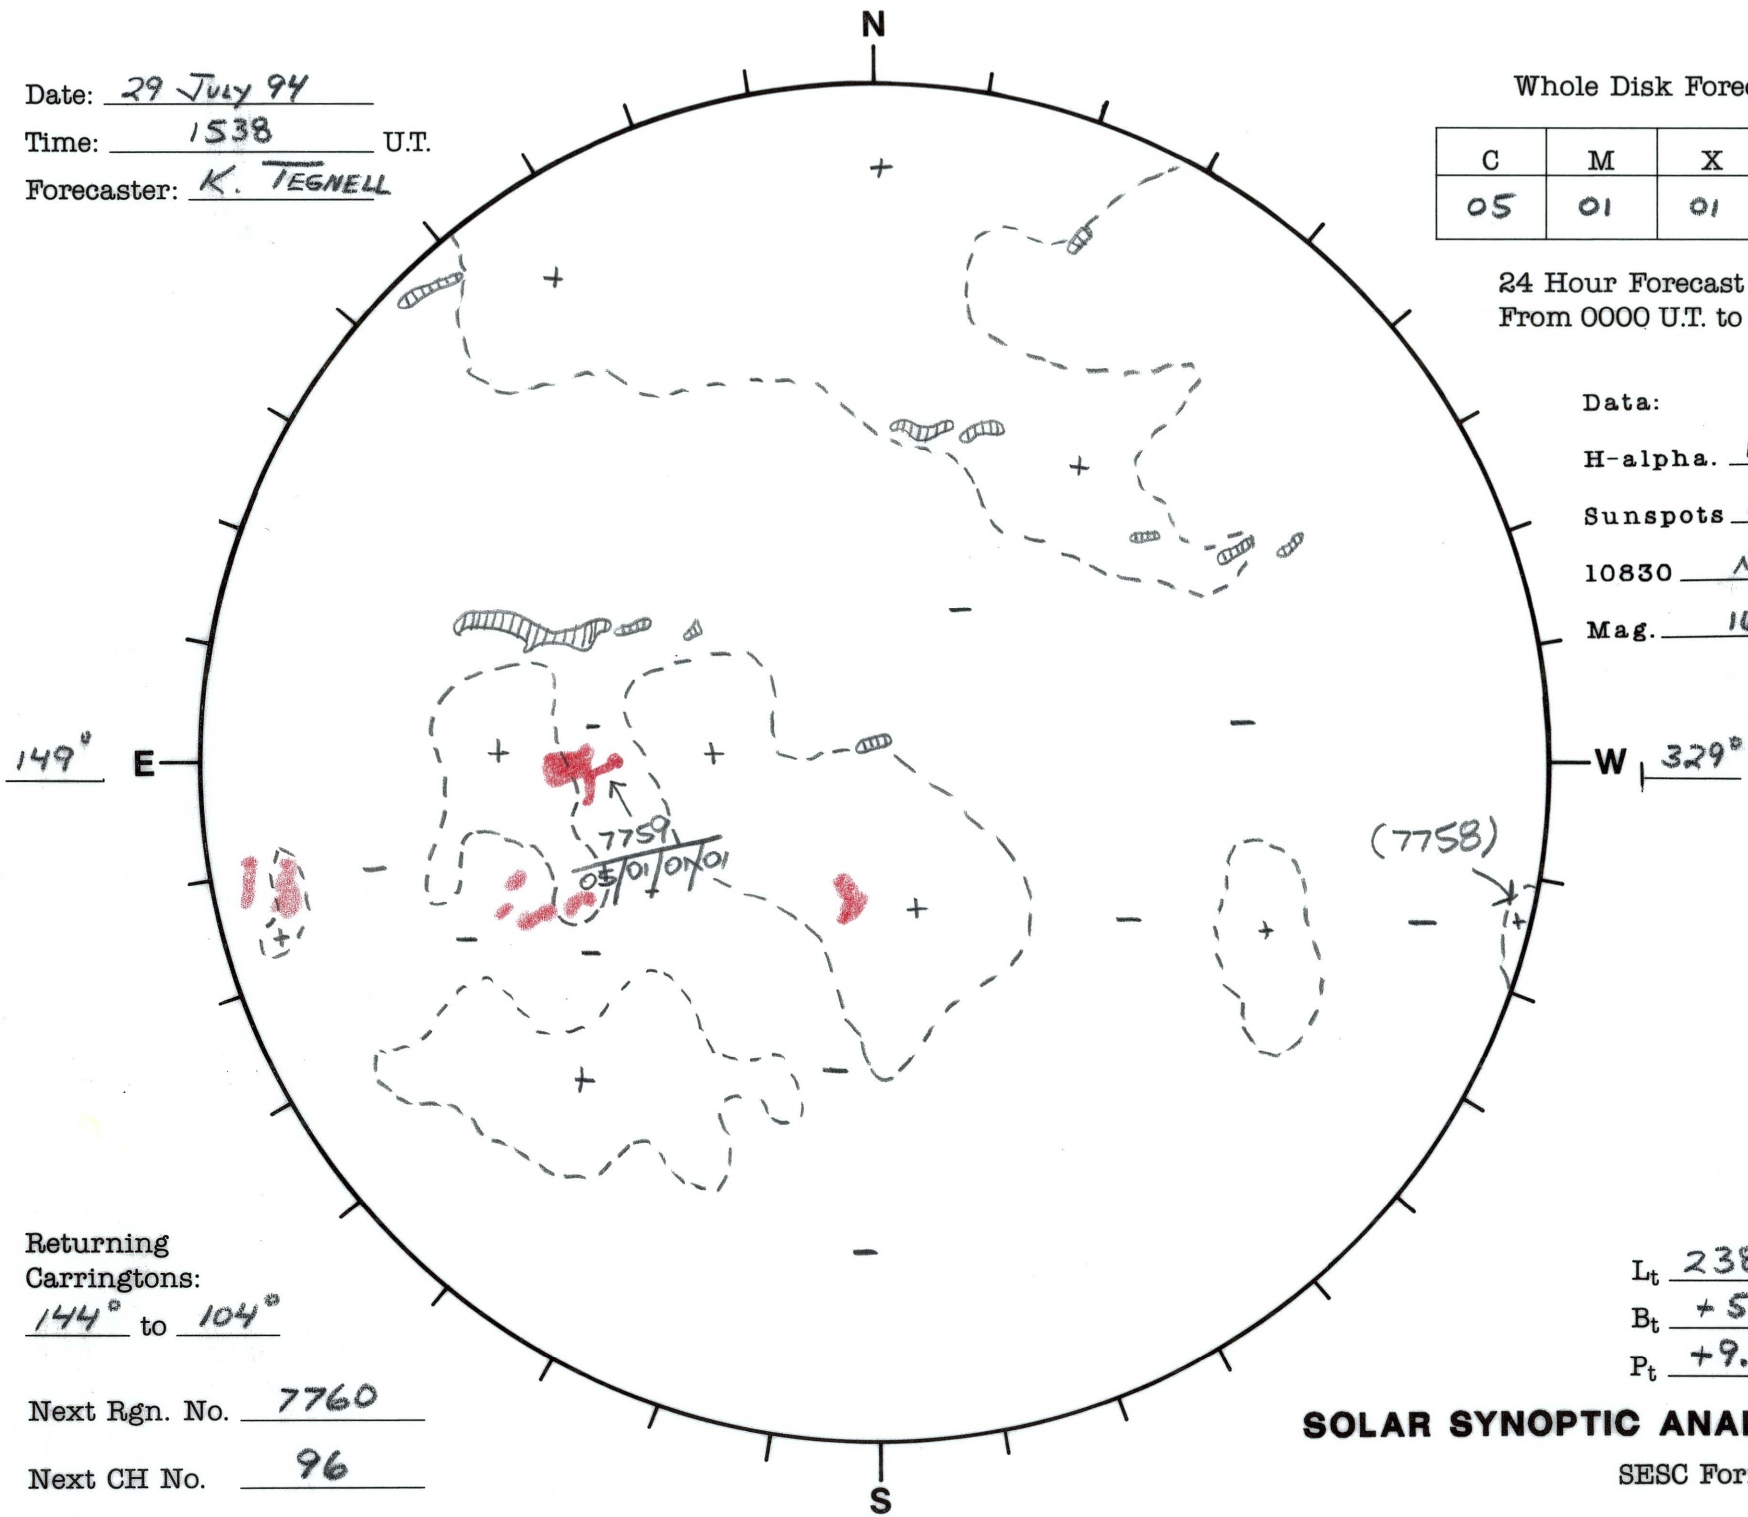 N
Date: 29 July 94
Time: 1538 U.T.
Forecaster: K. TEGNELL
Whole Disk Forec
C M X
05 01 01
24 Hour Forecast
From 0000 U.T. to
Data:
H-alpha.
Sunspots
10830
Mag.
149° E
W 329°
7759
05/01/01/01
(7758)
Returning
Carringtons:
144° to 104°
Next Rgn. No. 7760
Next CH No. 96
Lt 238
Bt +5
Pt +9.
SOLAR SYNOPTIC ANAL
SESC For
S